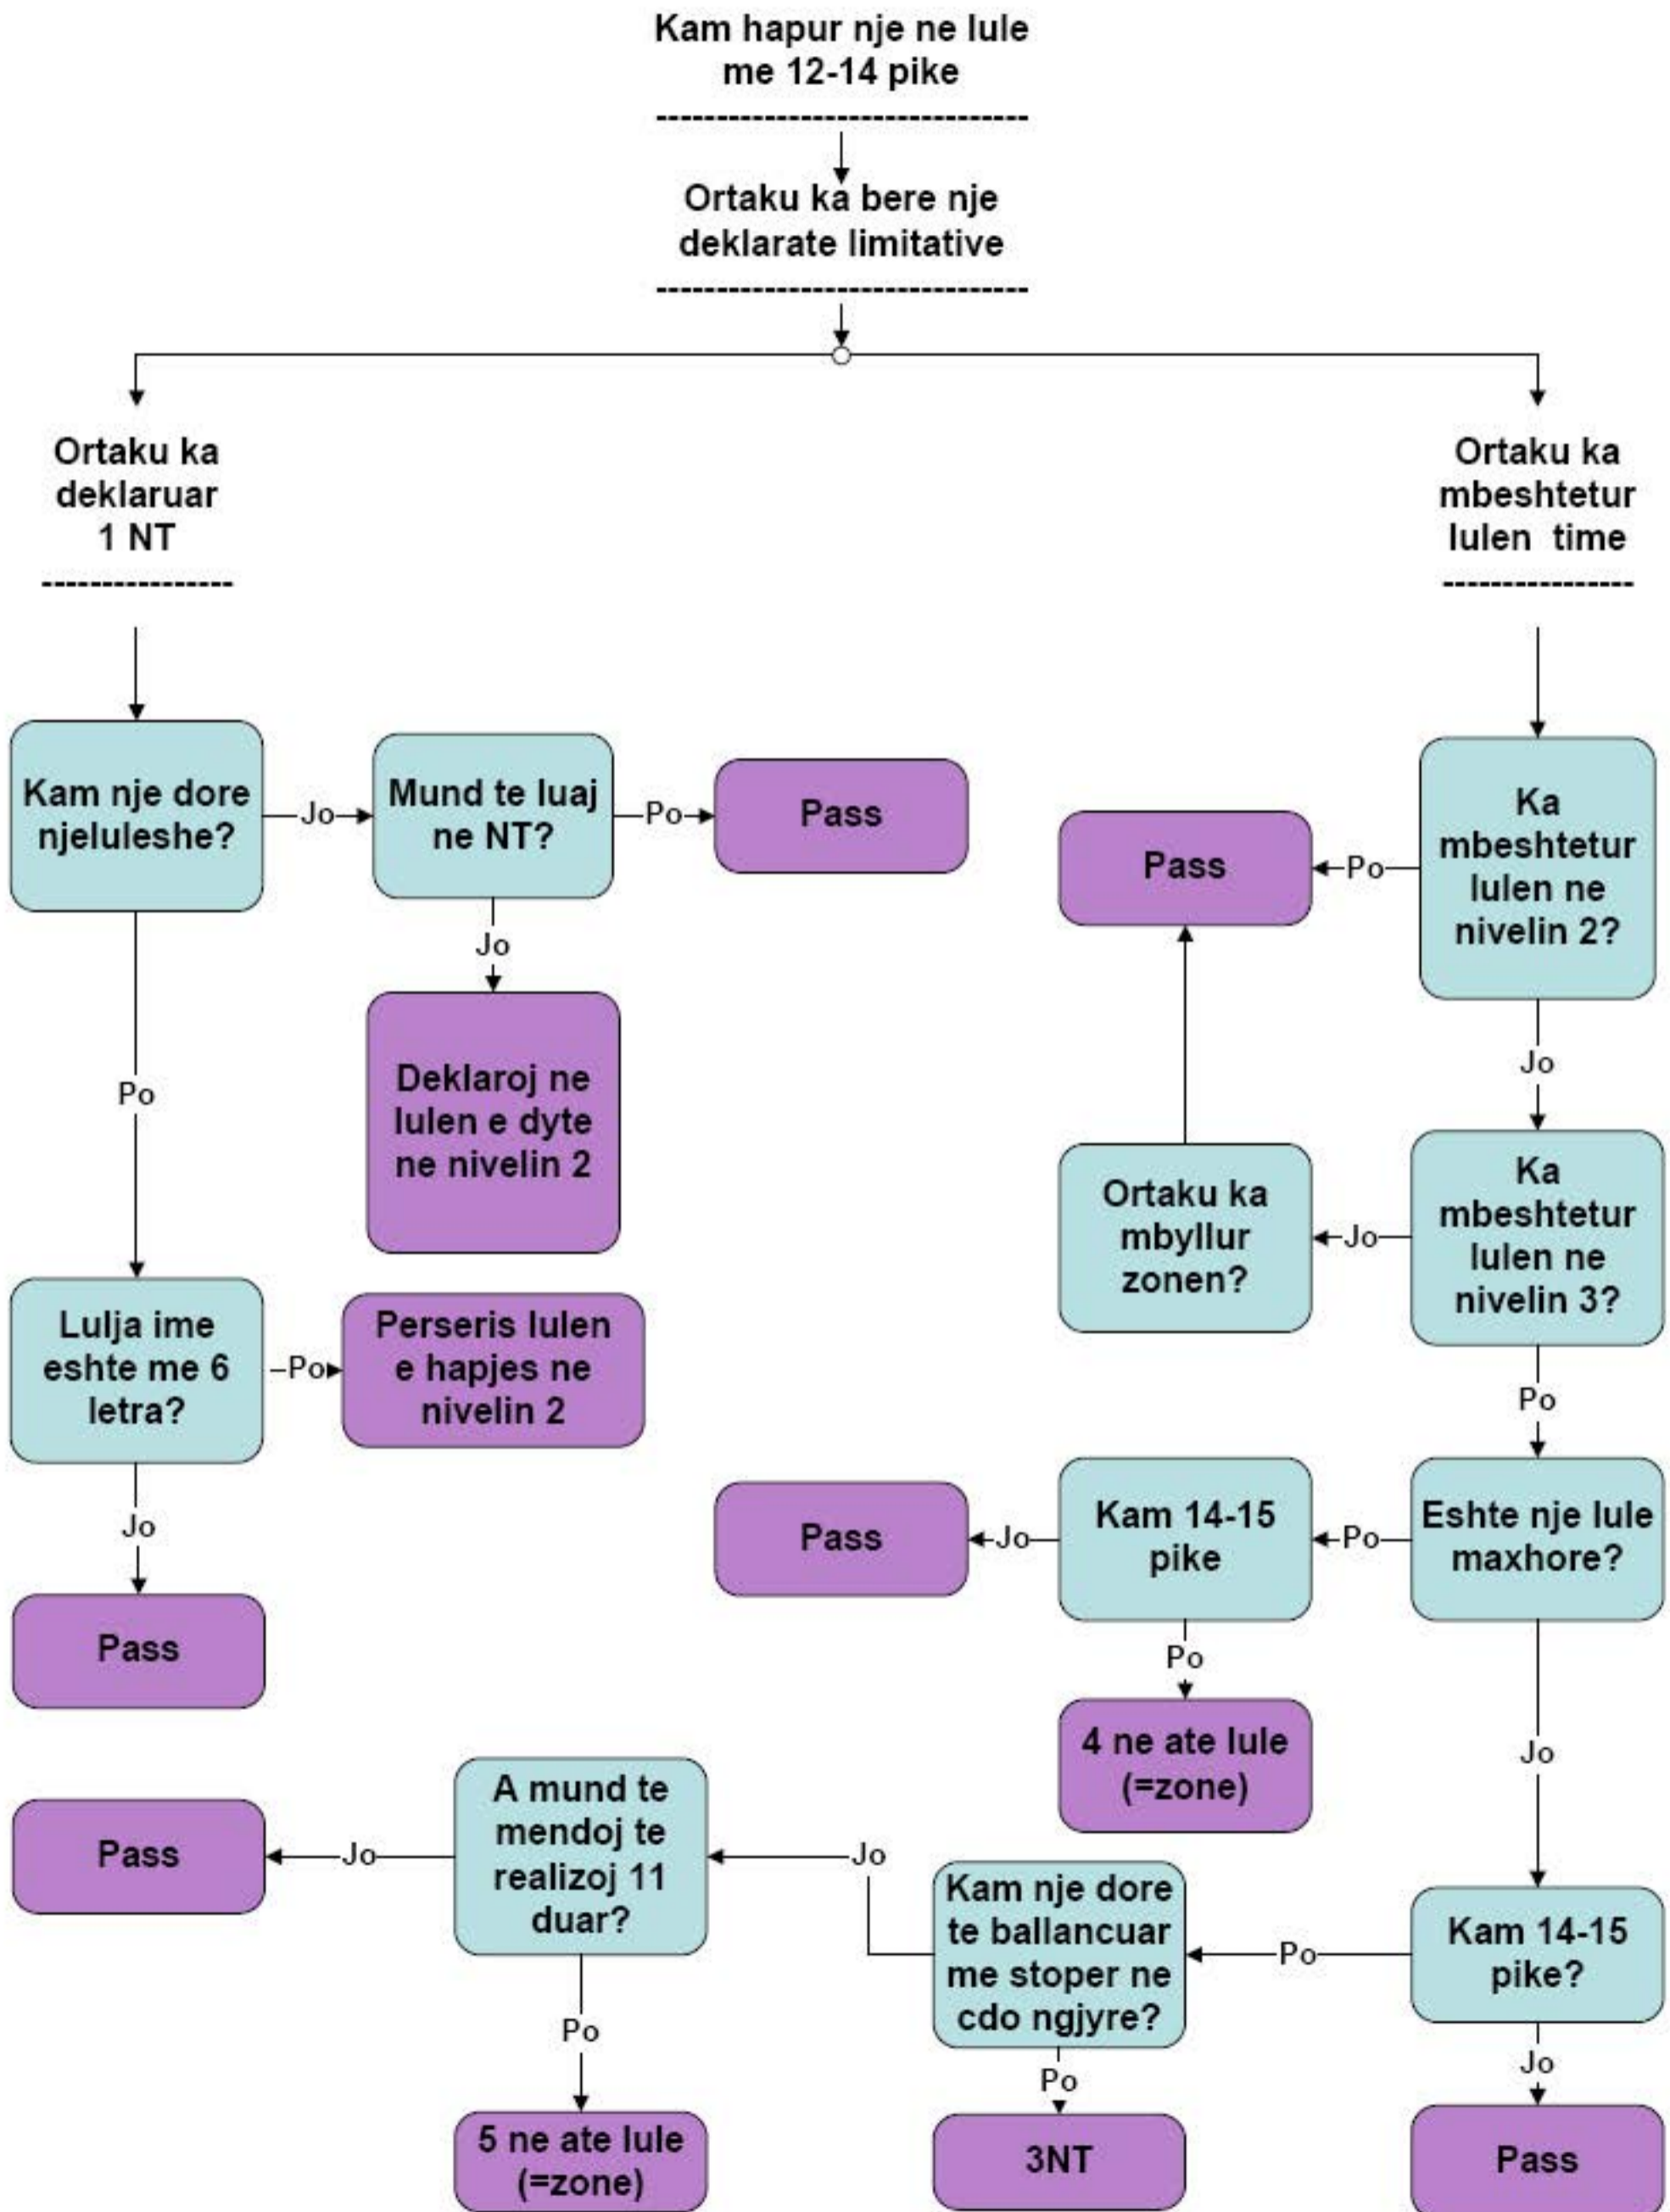 Kam hapur nje ne lule
me 12-14 pike
-------------------------------
Ortaku ka bere nje
deklarate limitative
-------------------------------
Ortaku ka
deklaruar
1 NT
----------------
Ortaku ka
mbeshtetur
lulen time
----------------
Kam nje dore
njeluleshe?
Jo
Mund te luaj
ne NT?
Po
Pass
Jo
Deklaroj ne
lulen e dyte
ne nivelin 2
Po
Lulja ime
eshte me 6
letra?
Po
Perseris lulen
e hapjes ne
nivelin 2
Jo
Pass
Ka
mbeshtetur
lulen ne
nivelin 2?
Po
Pass
Jo
Ka
mbeshtetur
lulen ne
nivelin 3?
Jo
Ortaku ka
mbyllur
zonen?
Po
Eshte nje lule
maxhore?
Po
Kam 14-15
pike
Jo
Pass
Po
4 ne ate lule
(=zone)
Jo
Kam 14-15
pike?
Jo
Pass
Po
Kam nje dore
te ballancuar
me stoper ne
cdo ngjyre?
Po
3NT
Jo
A mund te
mendoj te
realizoj 11
duar?
Jo
Pass
Po
5 ne ate lule
(=zone)